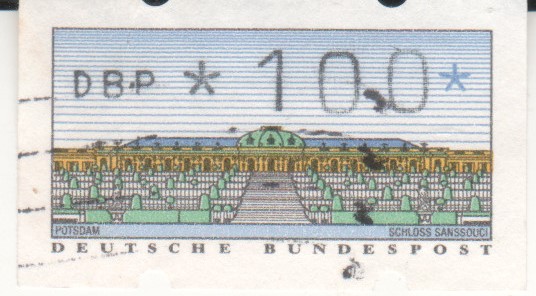 DBP * 100 *
POTSDAM SCHLOSS SANSSOUCI
DEUTSCHE BUNDESPOST